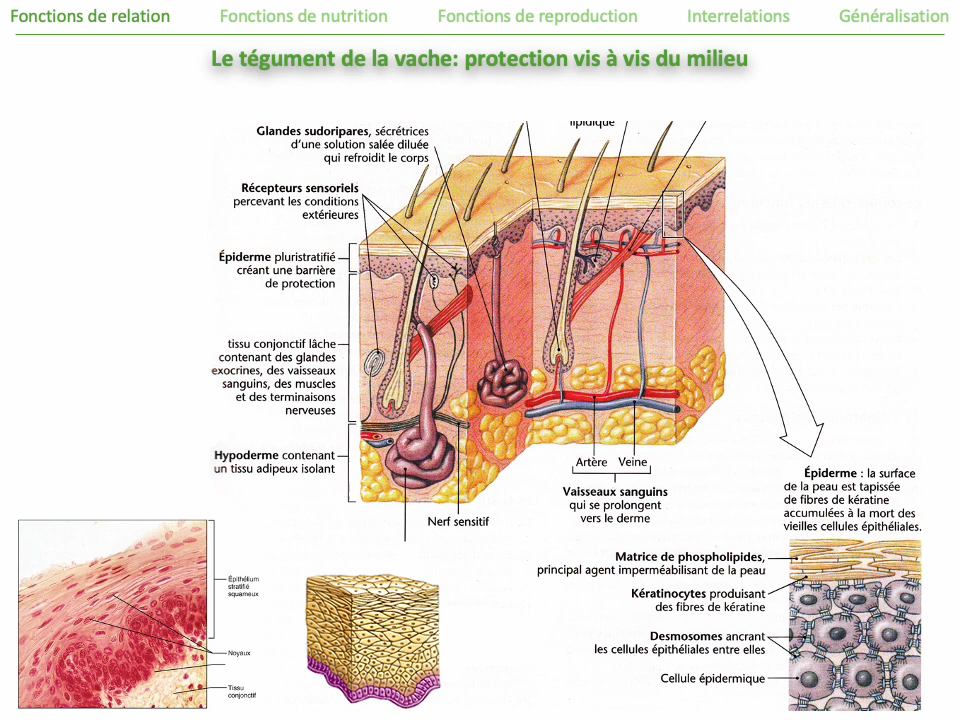 Fonctions de relation Fonctions de nutrition Fonctions de reproduction Interrelations Généralisation
Le tégument de la vache: protection vis à vis du milieu
lipidique
Glandes sudoripares, sécrétrices
d'une solution salée diluée
qui refroidit le corps
Récepteurs sensoriels
percevant les conditions
extérieures
Épiderme pluristratifié
créant une barrière
de protection
tissu conjonctif lâche
contenant des glandes
exocrines, des vaisseaux
sanguins, des muscles
et des terminaisons
nerveuses
Hypoderme contenant
un tissu adipeux isolant
Nerf sensitif
Artère Veine
Vaisseaux sanguins
qui se prolongent
vers le derme
Épiderme : la surface
de la peau est tapissée
de fibres de kératine
accumulées à la mort des
vieilles cellules épithéliales.
Matrice de phospholipides,
principal agent imperméabilisant de la peau
Kératinocytes produisant
des fibres de kératine
Desmosomes ancrant
les cellules épithéliales entre elles
Cellule épidermique
Épithélium
stratifié
squameux
Noyaux
Tissu
conjonctif